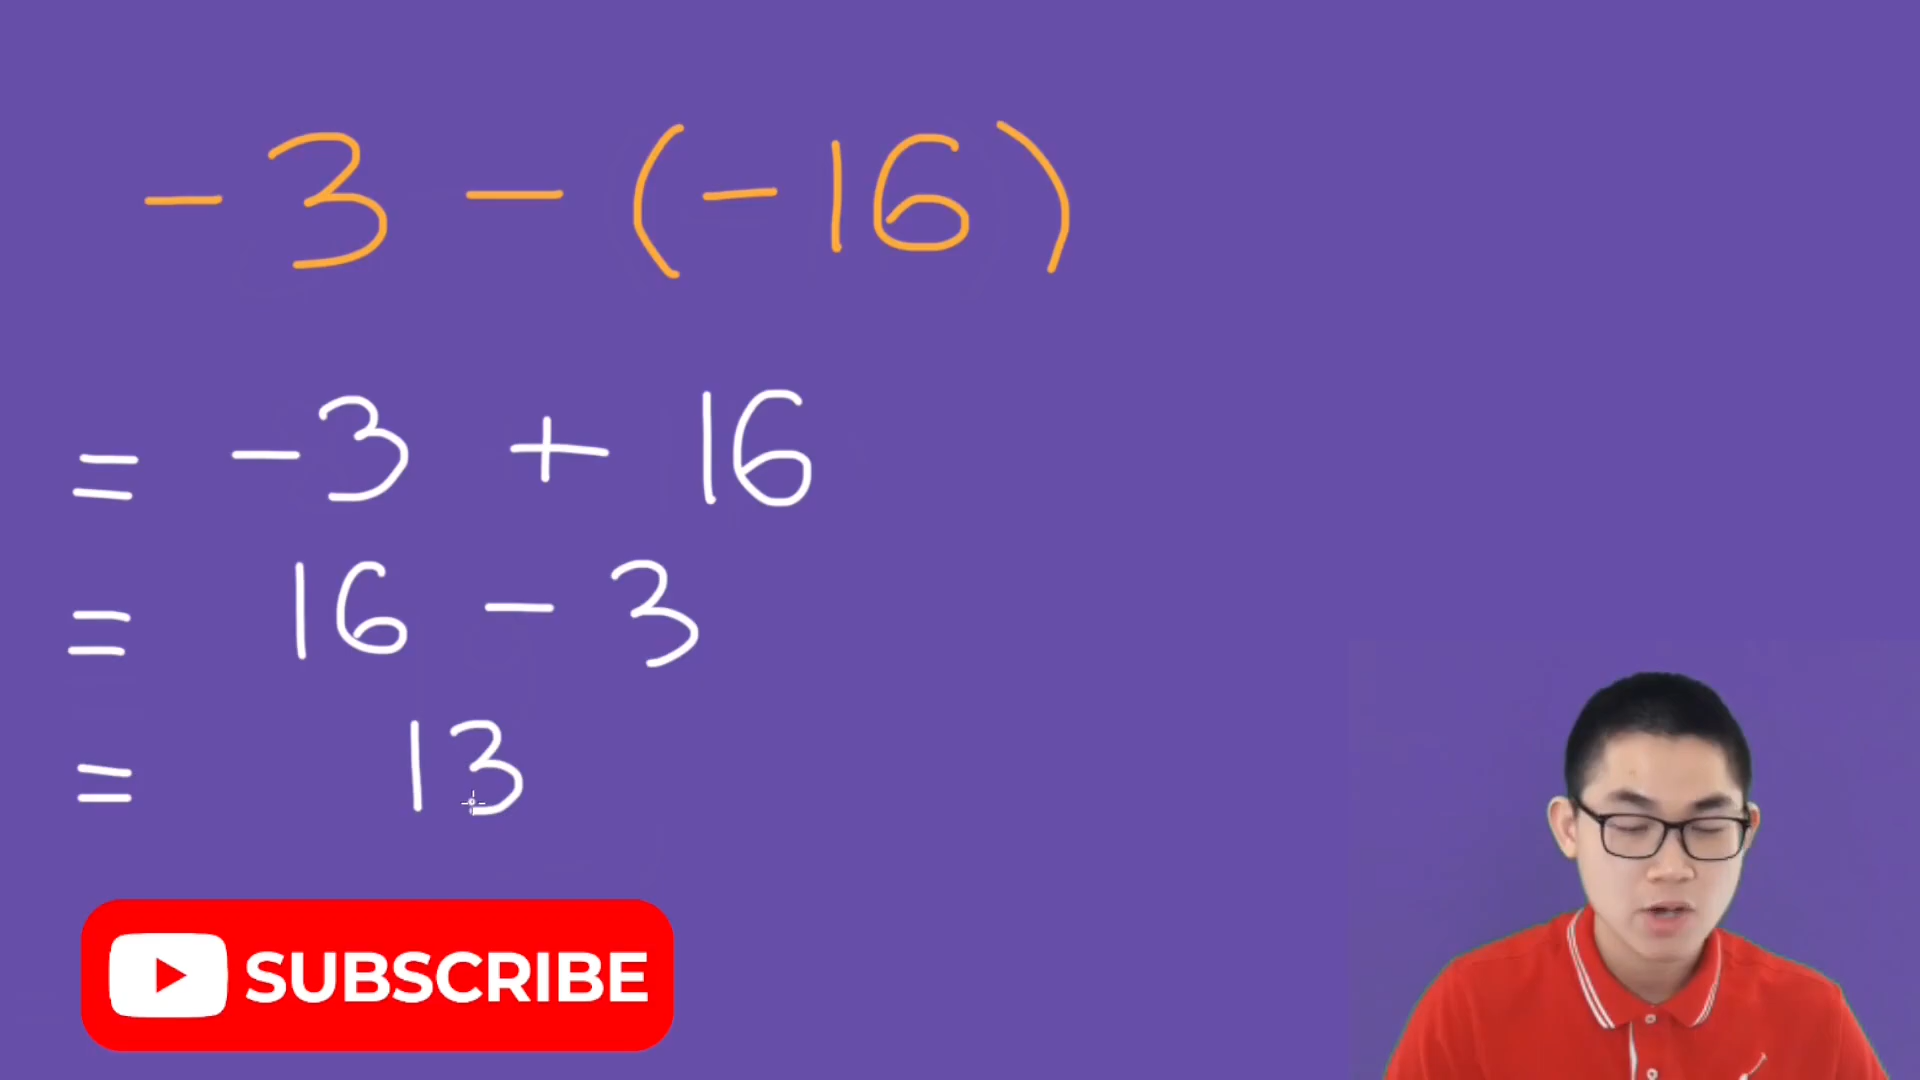 -3 - (-16)
= -3 + 16
= 16 - 3
= 13
SUBSCRIBE